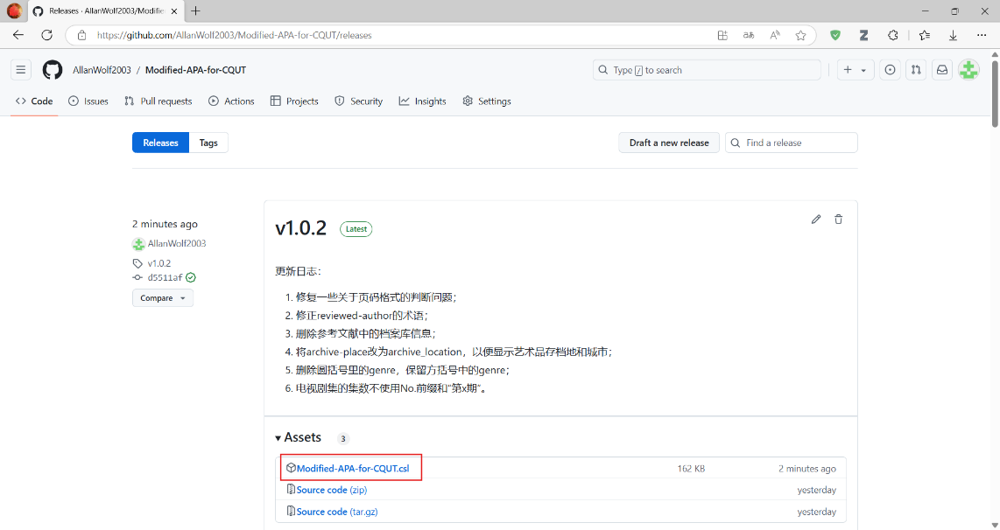 Releases · AllanWolf2003/Modifie
https://github.com/AllanWolf2003/Modified-APA-for-CQUT/releases
AllanWolf2003 / Modified-APA-for-CQUT
Type / to search
Code Issues Pull requests Actions Projects Security Insights Settings
Releases Tags Draft a new release Find a release
2 minutes ago
AllanWolf2003
v1.0.2
d5511af
Compare
v1.0.2 Latest
更新日志：
1. 修复一些关于页码格式的判断问题；
2. 修正reviewed-author的术语；
3. 删除参考文献中的档案库信息；
4. 将archive-place改为archive_location，以便显示艺术品存档地和城市；
5. 删除圆括号里的genre，保留方括号中的genre；
6. 电视剧集的集数不使用No.前缀和“第x期”。
Assets 3
Modified-APA-for-CQUT.csl 162 KB 2 minutes ago
Source code (zip) yesterday
Source code (tar.gz) yesterday